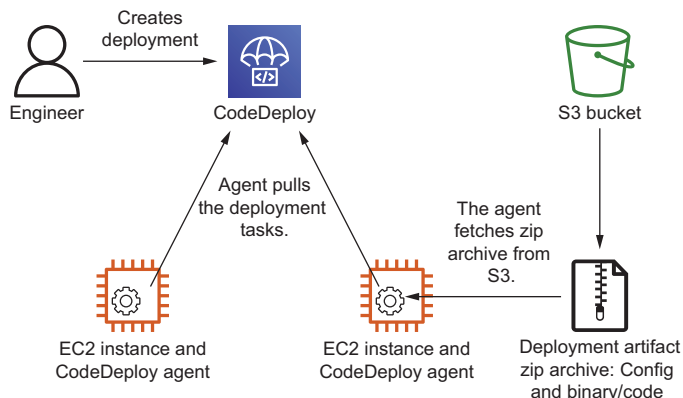 Creates
deployment
Engineer
CodeDeploy
S3 bucket
Agent pulls
the deployment
tasks.
The agent
fetches zip
archive from
S3.
EC2 instance and
CodeDeploy agent
EC2 instance and
CodeDeploy agent
Deployment artifact
zip archive: Config
and binary/code